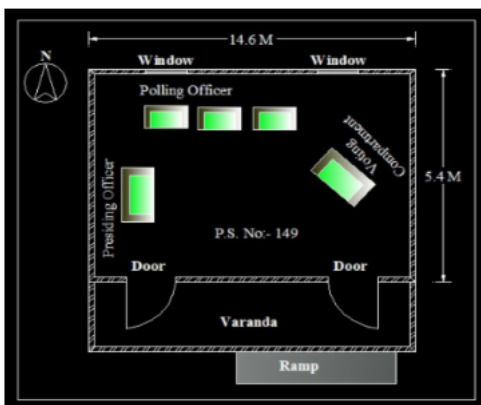 14.6 M
N
Window
Window
Polling Officer
Voting
Compartment
5.4 M
Presiding Officer
P.S. No:- 149
Door
Door
Varanda
Ramp